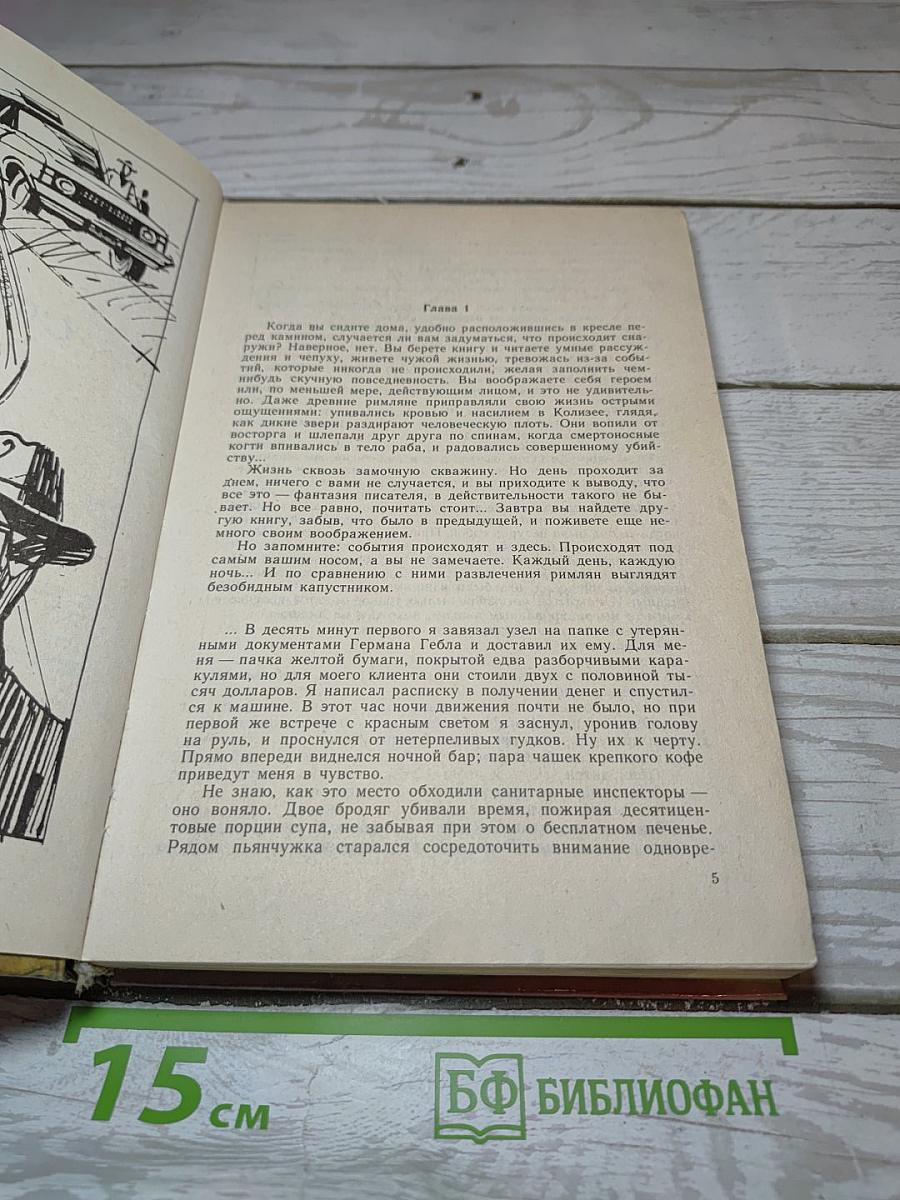 Глава 1
Когда вы сидите дома, удобно расположившись в кресле пе-
ред камином, случается ли вам задуматься, что происходит сна-
ружи? Наверное, нет. Вы берете книгу и читаете умные рассуж-
дения и чепуху, живете чужой жизнью, тревожась из-за собы-
тий, которые никогда не происходили, желая заполнить чем-
нибудь скучную повседневность. Вы воображаете себя героем
или, по меньшей мере, действующим лицом, и это не удивитель-
но. Даже древние римляне приправляли свою жизнь острыми
ощущениями: упивались кровью и насилием в Колизее, глядя,
как дикие звери раздирают человеческую плоть. Они вопили от
восторга и шлепали друг друга по спинам, когда смертоносные
когти впивались в тело раба, и радовались совершенному убий-
ству...
Жизнь сквозь замочную скважину. Но день проходит за
днем, ничего с вами не случается, и вы приходите к выводу, что
все это — фантазия писателя, в действительности такого не бы-
вает. Но все равно, почитать стоит... Завтра вы найдете дру-
гую книгу, забыв, что было в предыдущей, и поживете еще не-
много своим воображением.
Но запомните: события происходят и здесь. Происходят под
самым вашим носом, а вы не замечаете. Каждый день, каждую
ночь... И по сравнению с ними развлечения римлян выглядят
безобидным капустником.
... В десять минут первого я завязал узел на папке с утерян-
ными документами Германа Гебла и доставил их ему. Для ме-
ня — пачка желтой бумаги, покрытой едва разборчивыми кара-
кулями, но для моего клиента они стоили двух с половиной ты-
сяч долларов. Я написал расписку в получении денег и спустил-
ся к машине. В этот час ночи движения почти не было, но при
первой же встрече с красным светом я заснул, уронив голову
на руль, и проснулся от нетерпеливых гудков. Ну их к черту.
Прямо впереди виднелся ночной бар; пара чашек крепкого кофе
приведут меня в чувство.
Не знаю, как это место обходили санитарные инспекторы —
оно воняло. Двое бродяг убивали время, пожирая десятицен-
товые порции супа, не забывая при этом о бесплатном печенье.
Рядом пьянчужка старался сосредоточить внимание одновре-
5
15 см
БФ БИБЛИОФАН